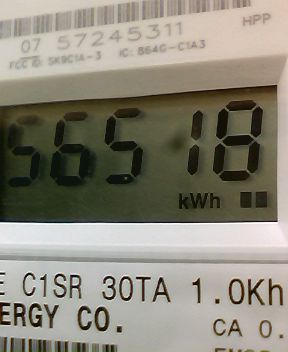 HPP
07 57245311
FCC ID: SK9C1A-3 IC: 864G-C1A3
56518
kWh
E C1SR 30TA 1.0Kh
ERGY CO.
CA 0.